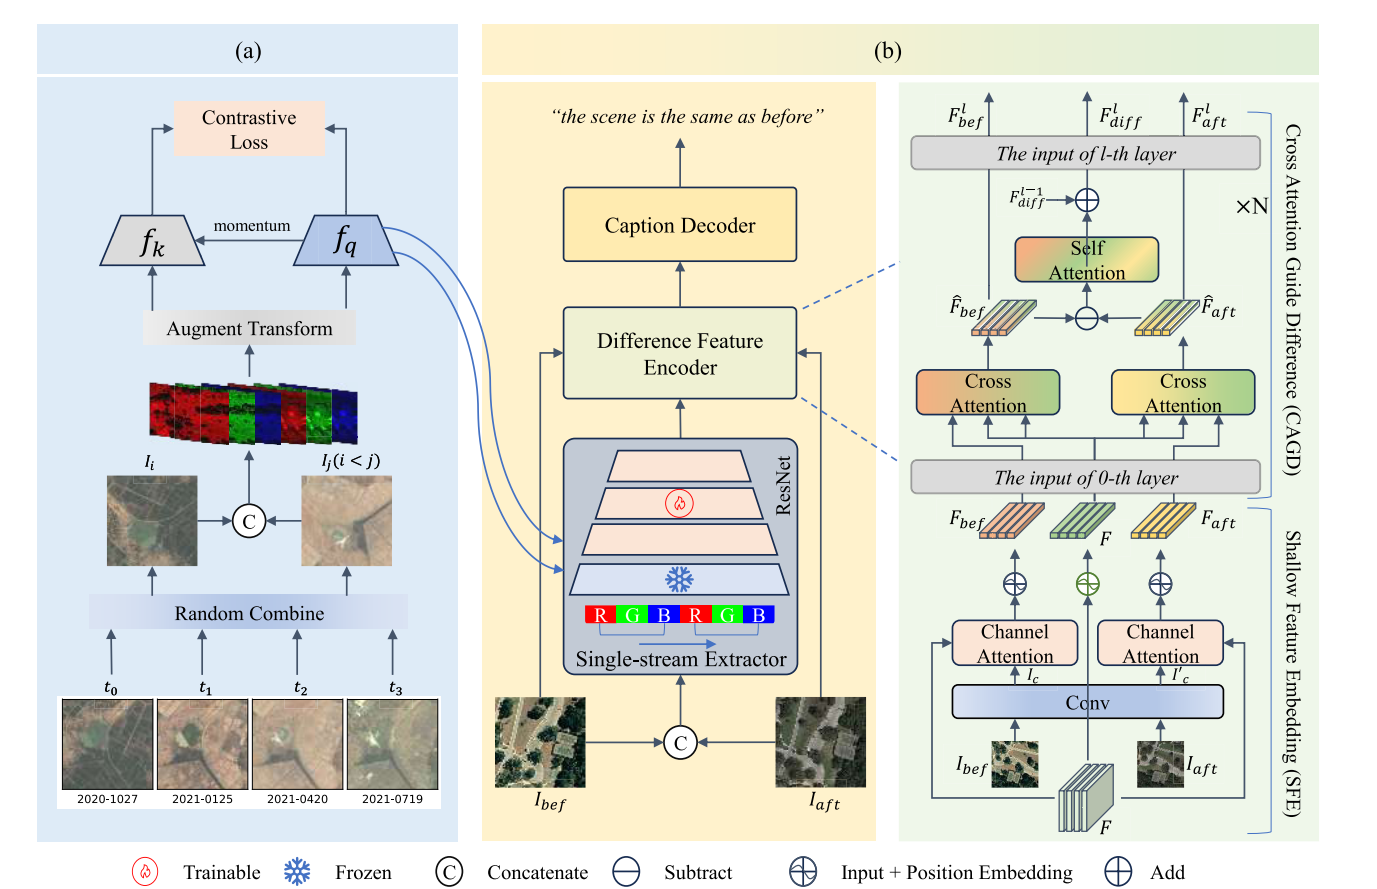 (a)
Contrastive
Loss
f_k
momentum
f_q
Augment Transform
I_i
I_j(i < j)
C
Random Combine
t_0
t_1
t_2
t_3
2020-1027
2021-0125
2021-0420
2021-0719
(b)
“the scene is the same as before”
Caption Decoder
Difference Feature
Encoder
ResNet
R G B R G B
Single-stream Extractor
C
I_bef
I_aft
F^l_bef
F^l_diff
F^l_aft
The input of l-th layer
F^{l−1}_diff
×N
Self
Attention
F̂_bef
F̂_aft
Cross
Attention
Cross
Attention
The input of 0-th layer
Cross Attention Guide Difference (CAGD)
F_bef
F
F_aft
Channel
Attention
Channel
Attention
I_c
I'_c
Conv
I_bef
I_aft
F
Shallow Feature Embedding (SFE)
Trainable
Frozen
C
Concatenate
Subtract
Input + Position Embedding
Add